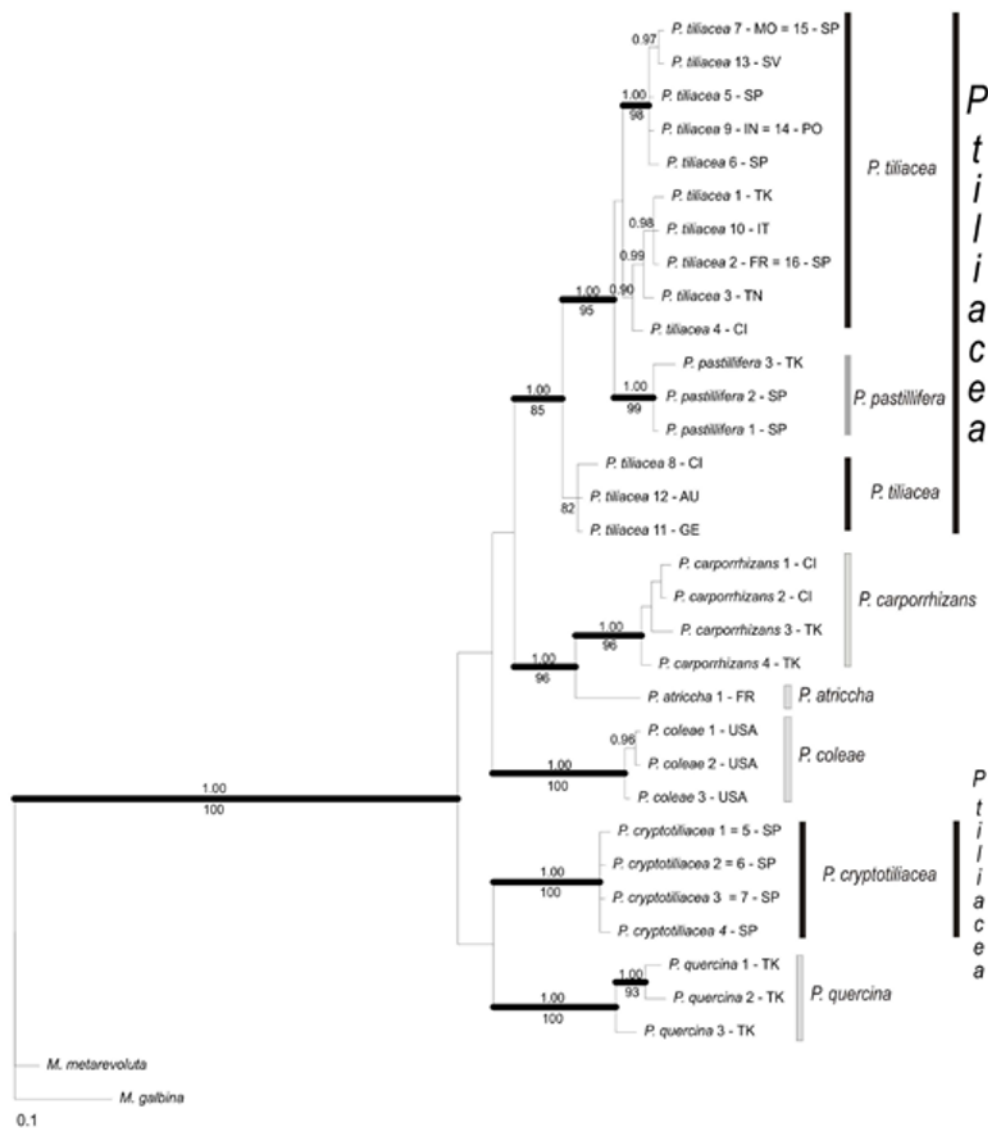 P. tiliacea 7 - MO = 15 - SP
0.97
P. tiliacea 13 - SV
1.00
P. tiliacea 5 - SP
98
P. tiliacea 9 - IN = 14 - PO
P. tiliacea 6 - SP
P. tiliacea
P. tiliacea 1 - TK
0.98
P. tiliacea 10 - IT
0.99
P. tiliacea 2 - FR = 16 - SP
1.00
0.90
P. tiliacea 3 - TN
95
P. tiliacea 4 - CI
P. pastillifera 3 - TK
1.00
1.00
P. pastillifera 2 - SP
P. pastillifera
85
99
P. pastillifera 1 - SP
P tiliacea
P. tiliacea 8 - CI
P. tiliacea 12 - AU
P. tiliacea
82
P. tiliacea 11 - GE
P. carporrhizans 1 - CI
P. carporrhizans 2 - CI
P. carporrhizans
1.00
P. carporrhizans 3 - TK
96
1.00
P. carporrhizans 4 - TK
96
P. atriccha 1 - FR
P. atriccha
P. coleae 1 - USA
0.96
P. coleae
1.00
P. coleae 2 - USA
100
P. coleae 3 - USA
1.00
100
P. cryptotiliacea 1 = 5 - SP
P. cryptotiliacea 2 = 6 - SP
P. cryptotiliacea
1.00
100
P. cryptotiliacea 3 = 7 - SP
P. cryptotiliacea 4 - SP
P tiliacea
P. quercina 1 - TK
1.00
93
P. quercina 2 - TK
P. quercina
1.00
100
P. quercina 3 - TK
M. metarevoluta
M. galbina
0.1